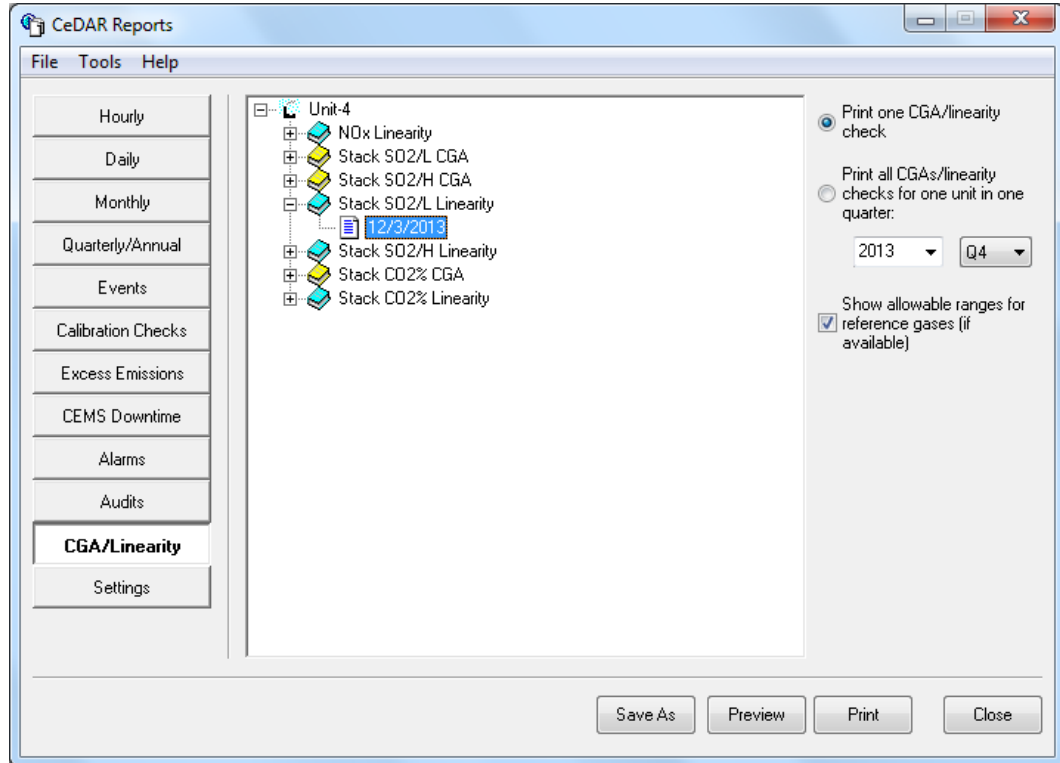 CeDAR Reports
File Tools Help
Hourly
Daily
Monthly
Quarterly/Annual
Events
Calibration Checks
Excess Emissions
CEMS Downtime
Alarms
Audits
CGA/Linearity
Settings
Unit-4
NOx Linearity
Stack SO2/L CGA
Stack SO2/H CGA
Stack SO2/L Linearity
12/3/2013
Stack SO2/H Linearity
Stack CO2% CGA
Stack CO2% Linearity
Print one CGA/linearity
check
Print all CGAs/linearity
checks for one unit in one
quarter:
2013 Q4
Show allowable ranges for
reference gases (if
available)
Save As Preview Print Close